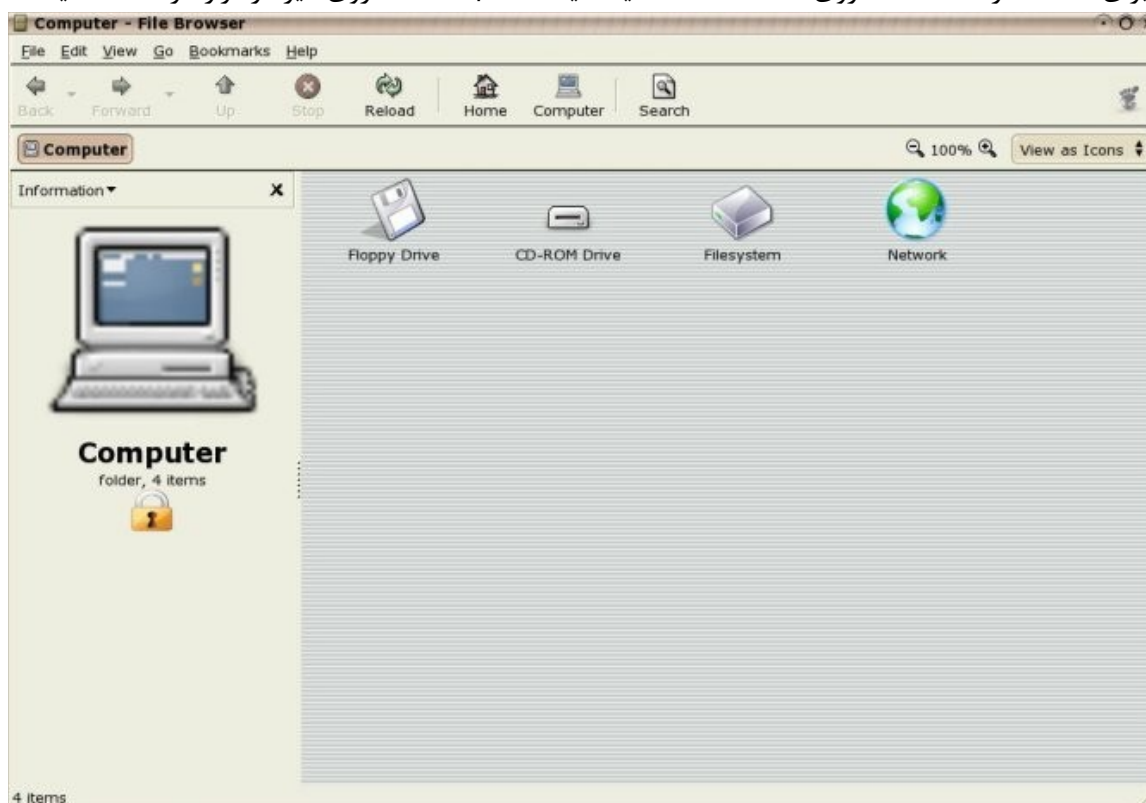 Computer - File Browser
File Edit View Go Bookmarks Help
Back Forward Up Stop Reload Home Computer Search
Computer 100% View as Icons
Information
Floppy Drive CD-ROM Drive Filesystem Network
Computer
folder, 4 items
4 items